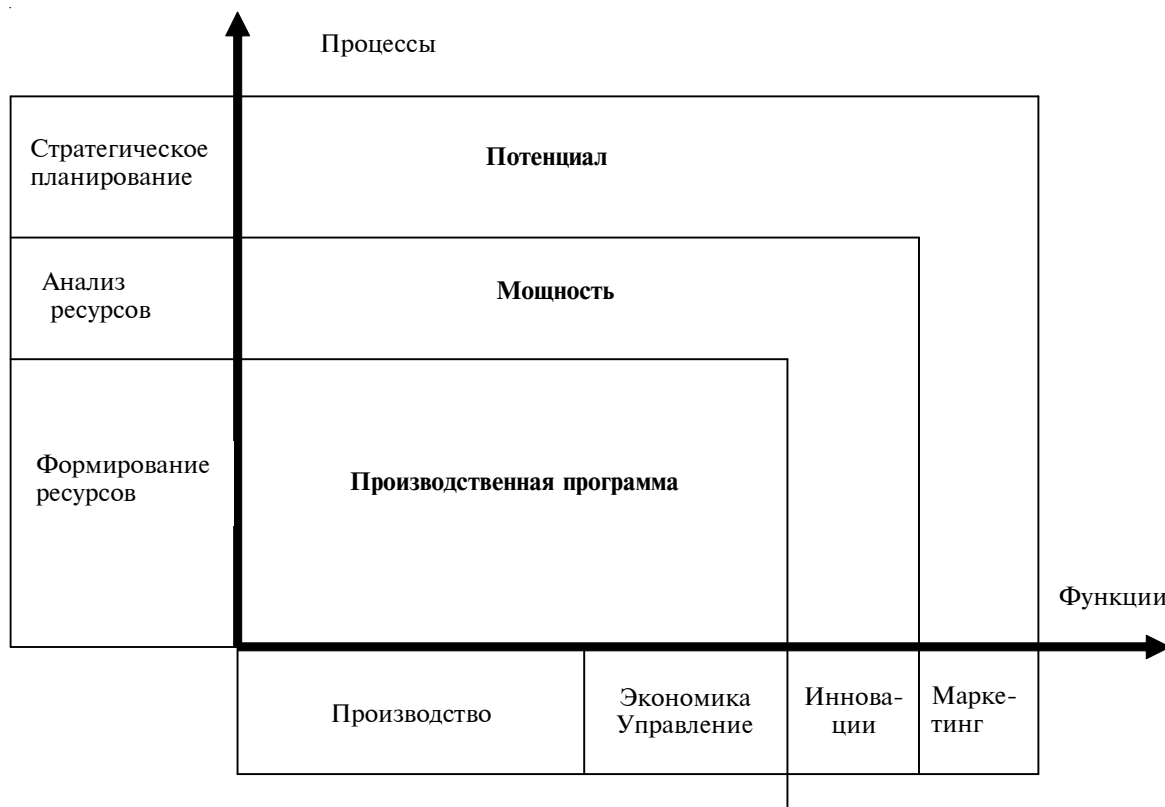 Процессы
Стратегическое
планирование
Потенциал
Анализ
ресурсов
Мощность
Формирование
ресурсов
Производственная программа
Функции
Производство
Экономика
Управление
Иннова-
ции
Марке-
тинг